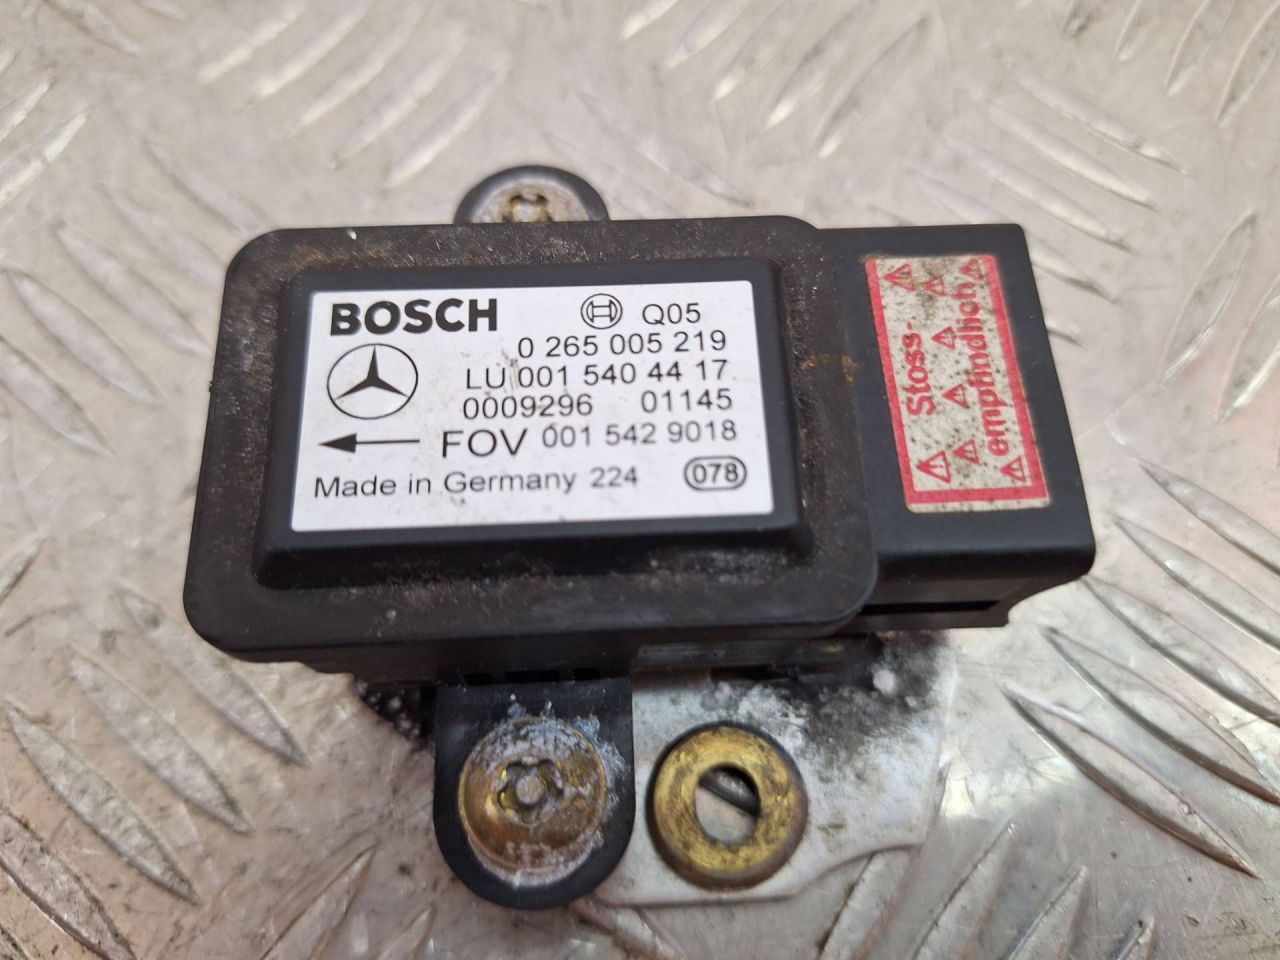 BOSCH Q05
0 265 005 219
LU 001 540 44 17
0009296 01145
FOV 001 542 9018
Made in Germany 224 078
Stoss-
empfindlich